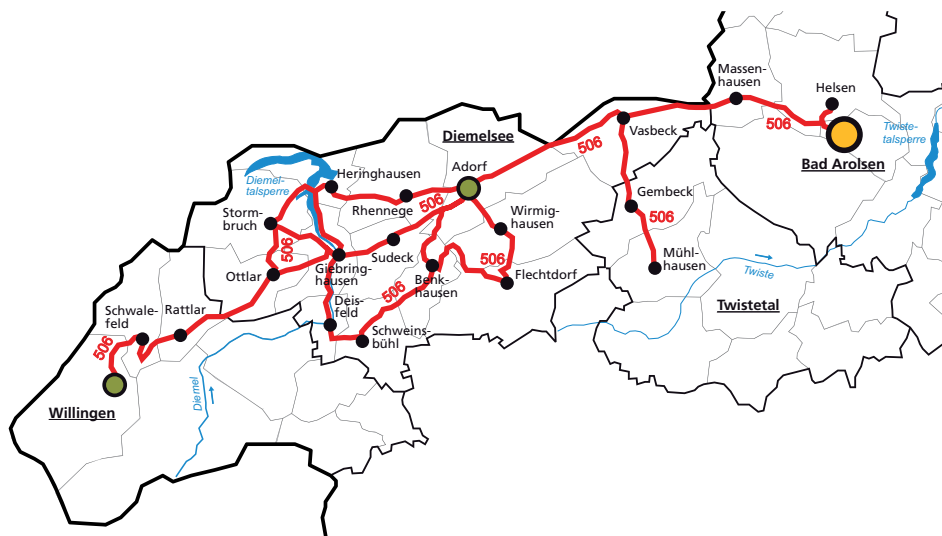 Massen-
hausen
Helsen
506
Bad Arolsen
Twiste-
talsperre
Vasbeck
506
Diemelsee
Adorf
Heringhausen
Diemel-
talsperre
Rhennege
506
Gembeck
506
Wirmig-
hausen
Storm-
bruch
506
Sudeck
Giebring-
hausen
Ottlar
506
Flechtdorf
Benk-
hausen
506
Mühl-
hausen
Twiste
Twistetal
Deis-
feld
Schweins-
bühl
Schwale-
feld
Rattlar
506
Willingen
Diemel